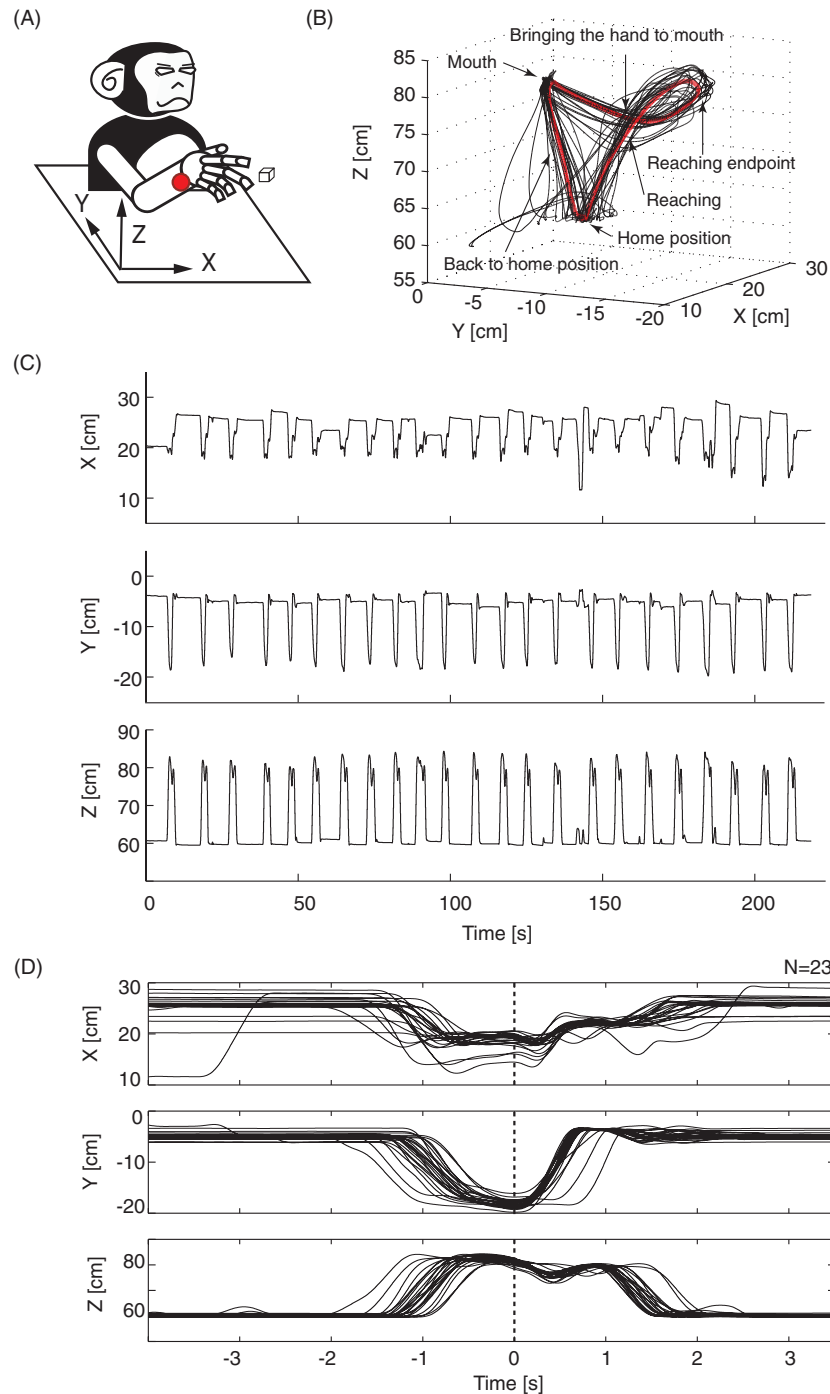 (A)
Y
Z
X
(B)
Bringing the hand to mouth
Mouth
85
80
75
70
65
60
55
Z [cm]
Reaching endpoint
Reaching
Home position
Back to home position
0
-5
-10
-15
-20
Y [cm]
10
20
30
X [cm]
(C)
30
20
10
X [cm]
0
-10
-20
Y [cm]
90
80
70
60
Z [cm]
0
50
100
150
200
Time [s]
(D)
N=23
30
20
10
X [cm]
0
-10
-20
Y [cm]
80
60
Z [cm]
-3
-2
-1
0
1
2
3
Time [s]